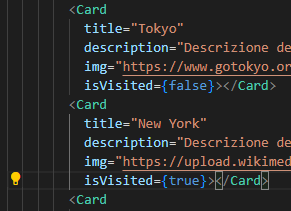 <Card
title="Tokyo"
description="Descrizione de
img="https://www.gotokyo.or
isVisited={false}></Card>
<Card
title="New York"
description="Descrizione de
img="https://upload.wikimed
isVisited={true}></Card>
<Card